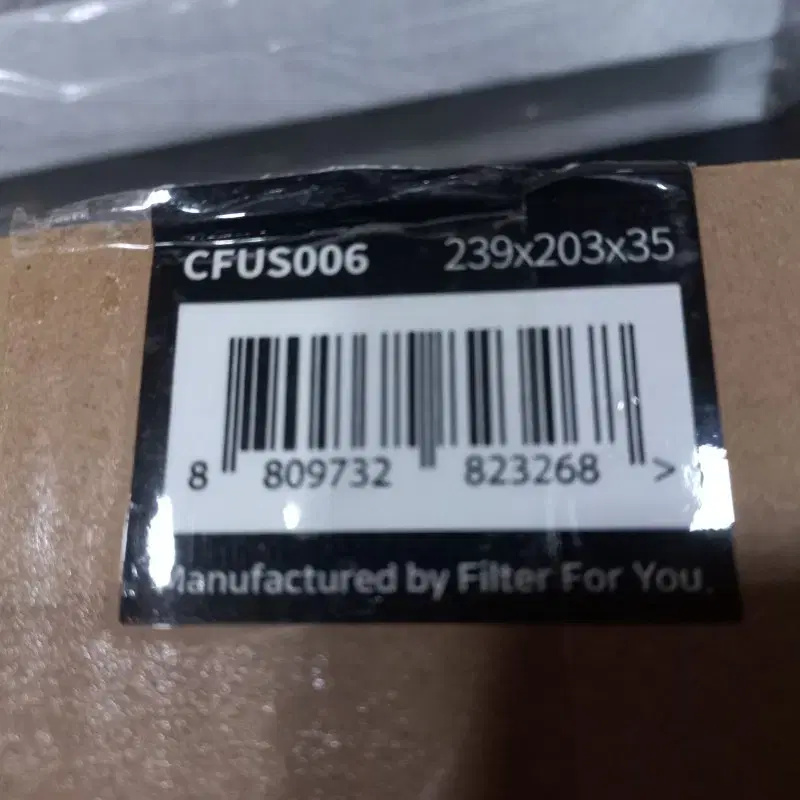 CFUS006 239x203x35
8 809732 823268 >
Manufactured by Filter For You.